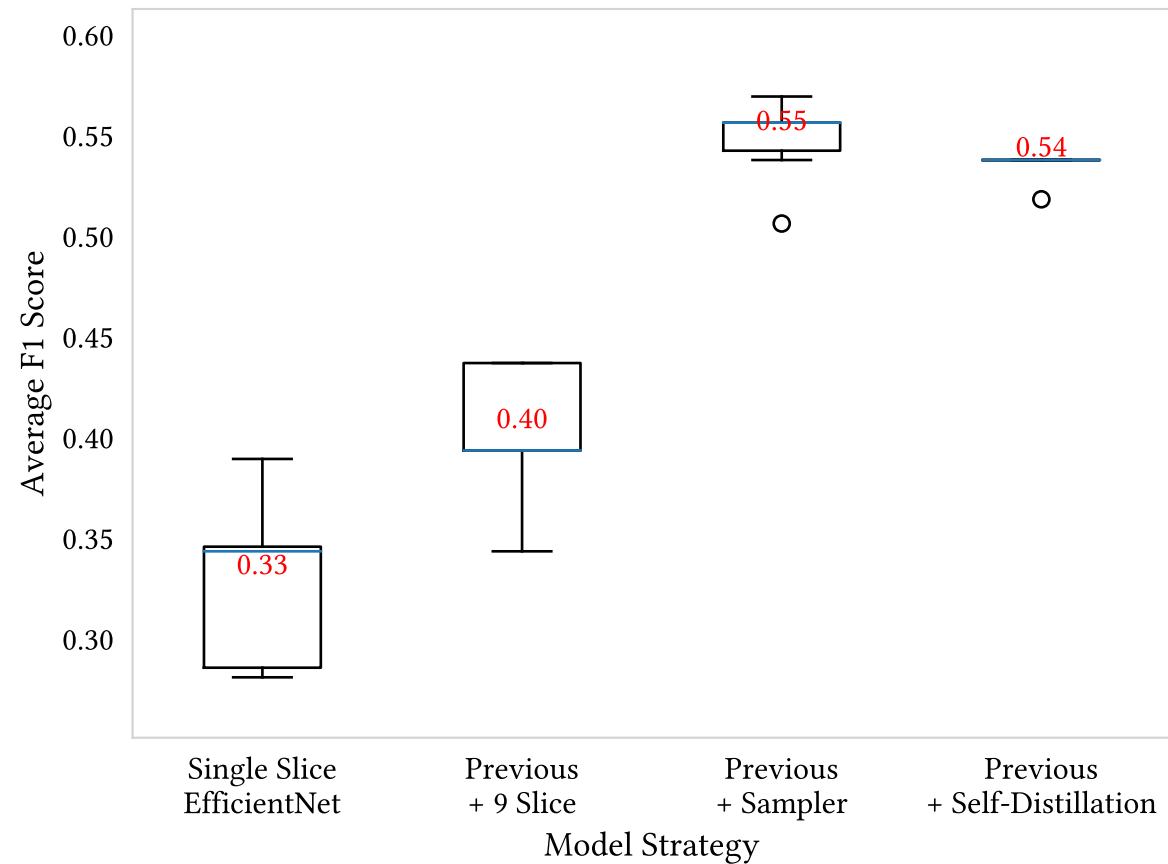 0.60
0.55
0.50
0.45
0.40
0.35
0.30
Average F1 Score
0.33
0.40
0.55
0.54
Single Slice
EfficientNet
Previous
+ 9 Slice
Previous
+ Sampler
Previous
+ Self-Distillation
Model Strategy